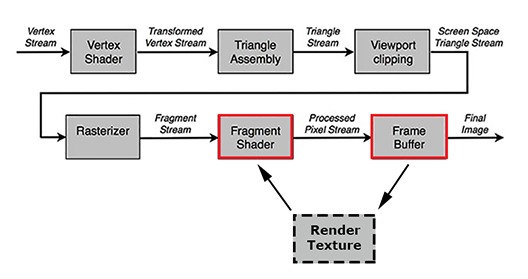 Vertex
Stream
Vertex
Shader
Transformed
Vertex Stream
Triangle
Assembly
Triangle
Stream
Viewport
clipping
Screen Space
Triangle Stream
Rasterizer
Fragment
Stream
Fragment
Shader
Processed
Pixel Stream
Frame
Buffer
Final
Image
Render
Texture